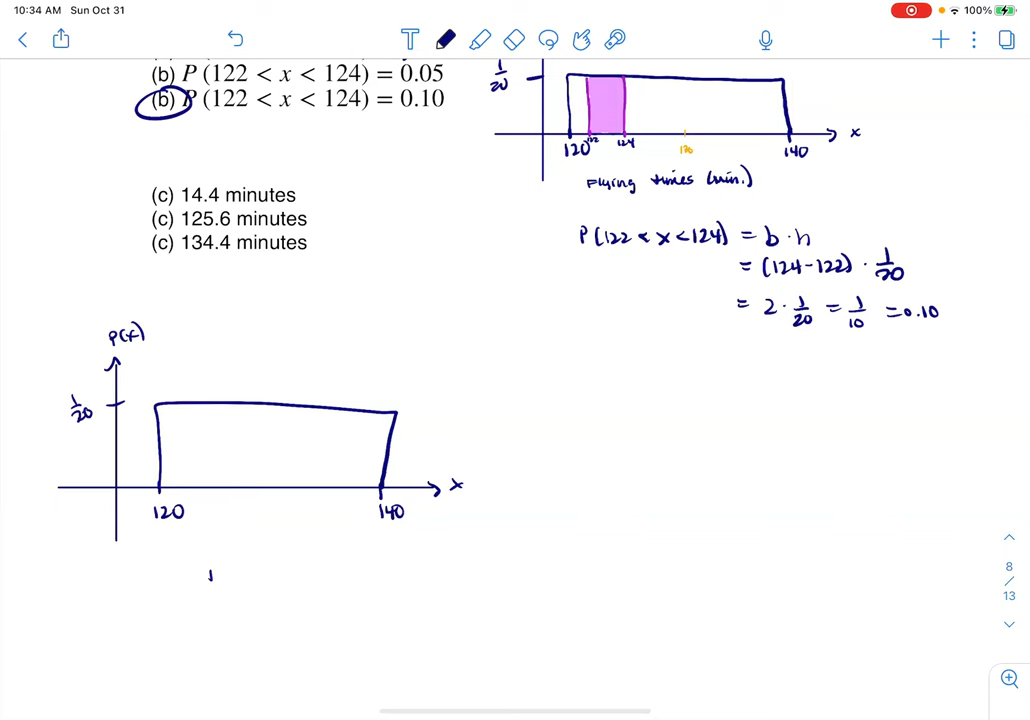 10:34 AM Sun Oct 31
100%
(b) P (122 < x < 124) = 0.05
(b) P (122 < x < 124) = 0.10
(c) 14.4 minutes
(c) 125.6 minutes
(c) 134.4 minutes
1/20
120 122 124 130 140 x
Flying times (min.)
P(122 < x < 124) = b · h
= (124-122) · 1/20
= 2 · 1/20 = 1/10 = 0.10
P(x)
1/20
120 140 x
8
/
13